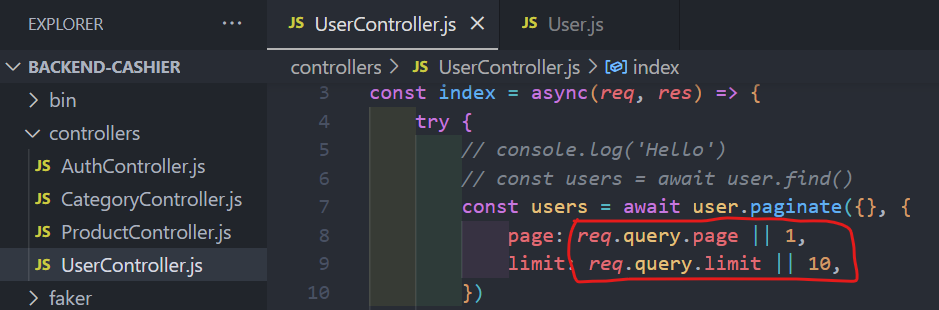 EXPLORER
BACKEND-CASHIER
bin
controllers
JS AuthController.js
JS CategoryController.js
JS ProductController.js
JS UserController.js
faker
JS UserController.js ×
JS User.js
controllers > JS UserController.js > index
3 const index = async(req, res) => {
4 try {
5 // console.log('Hello')
6 // const users = await user.find()
7 const users = await user.paginate({}, {
8 page: req.query.page || 1,
9 limit: req.query.limit || 10,
10 })